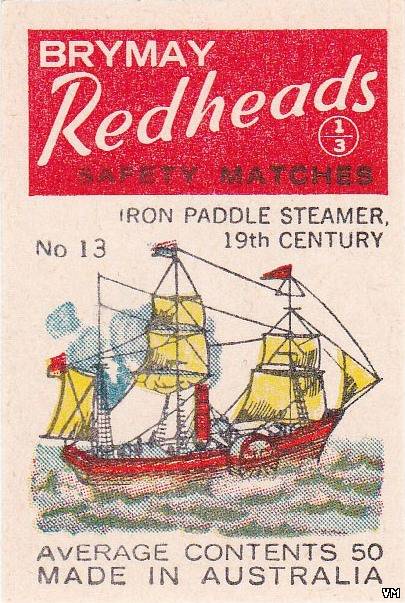 BRYMAY
Redheads
1
3
SAFETY MATCHES
IRON PADDLE STEAMER,
19th CENTURY
No 13
AVERAGE CONTENTS 50
MADE IN AUSTRALIA
VM